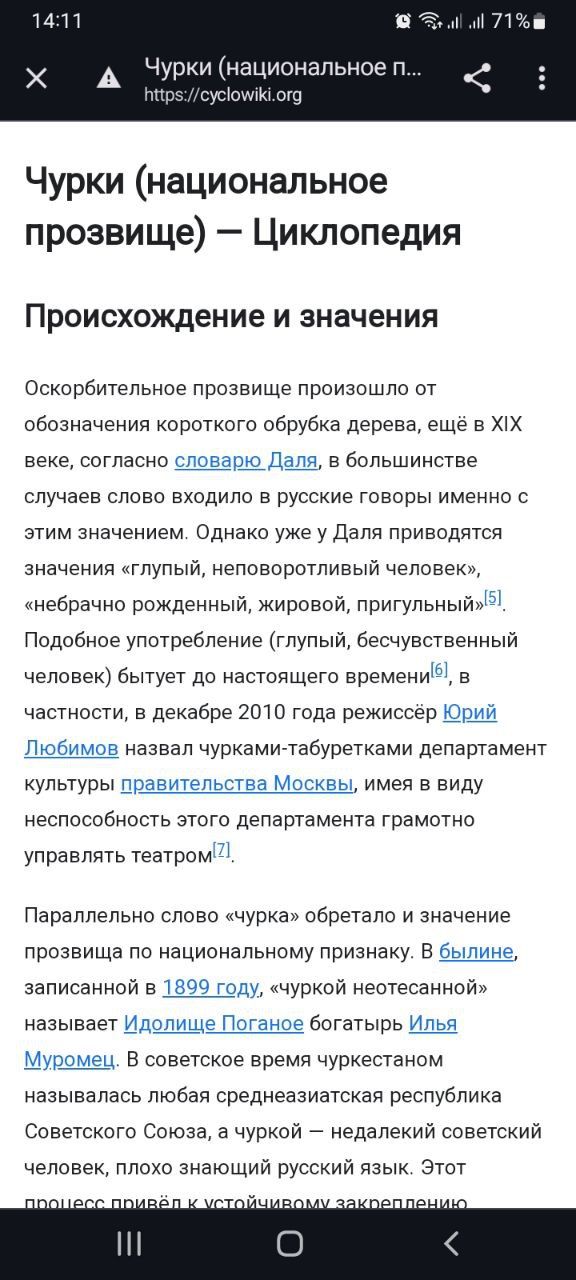 14:11
71%
Чурки (национальное п...
https://cyclowiki.org
Чурки (национальное
прозвище) — Циклопедия
Происхождение и значения
Оскорбительное прозвище произошло от
обозначения короткого обрубка дерева, ещё в XIX
веке, согласно словарю Даля, в большинстве
случаев слово входило в русские говоры именно с
этим значением. Однако уже у Даля приводятся
значения «глупый, неповоротливый человек»,
«небрачно рожденный, жировой, пригульный»[5].
Подобное употребление (глупый, бесчувственный
человек) бытует до настоящего времени[6], в
частности, в декабре 2010 года режиссёр Юрий
Любимов назвал чурками-табуретками департамент
культуры правительства Москвы, имея в виду
неспособность этого департамента грамотно
управлять театром[7].
Параллельно слово «чурка» обретало и значение
прозвища по национальному признаку. В былине,
записанной в 1899 году, «чуркой неотесанной»
называет Идолище Поганое богатырь Илья
Муромец. В советское время чуркестаном
называлась любая среднеазиатская республика
Советского Союза, а чуркой — недалекий советский
человек, плохо знающий русский язык. Этот
процесс привёл к устойчивому закреплению